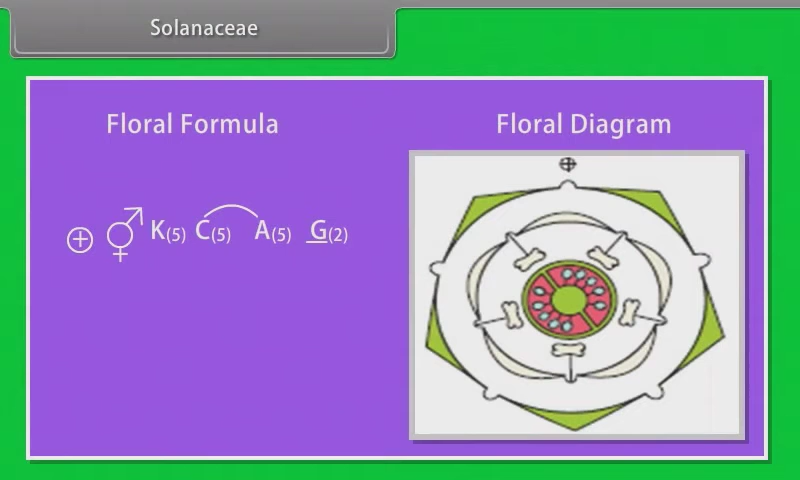 Solanaceae
Floral Formula
Floral Diagram
⊕ ⚥ K(5) C(5) A(5) G(2)